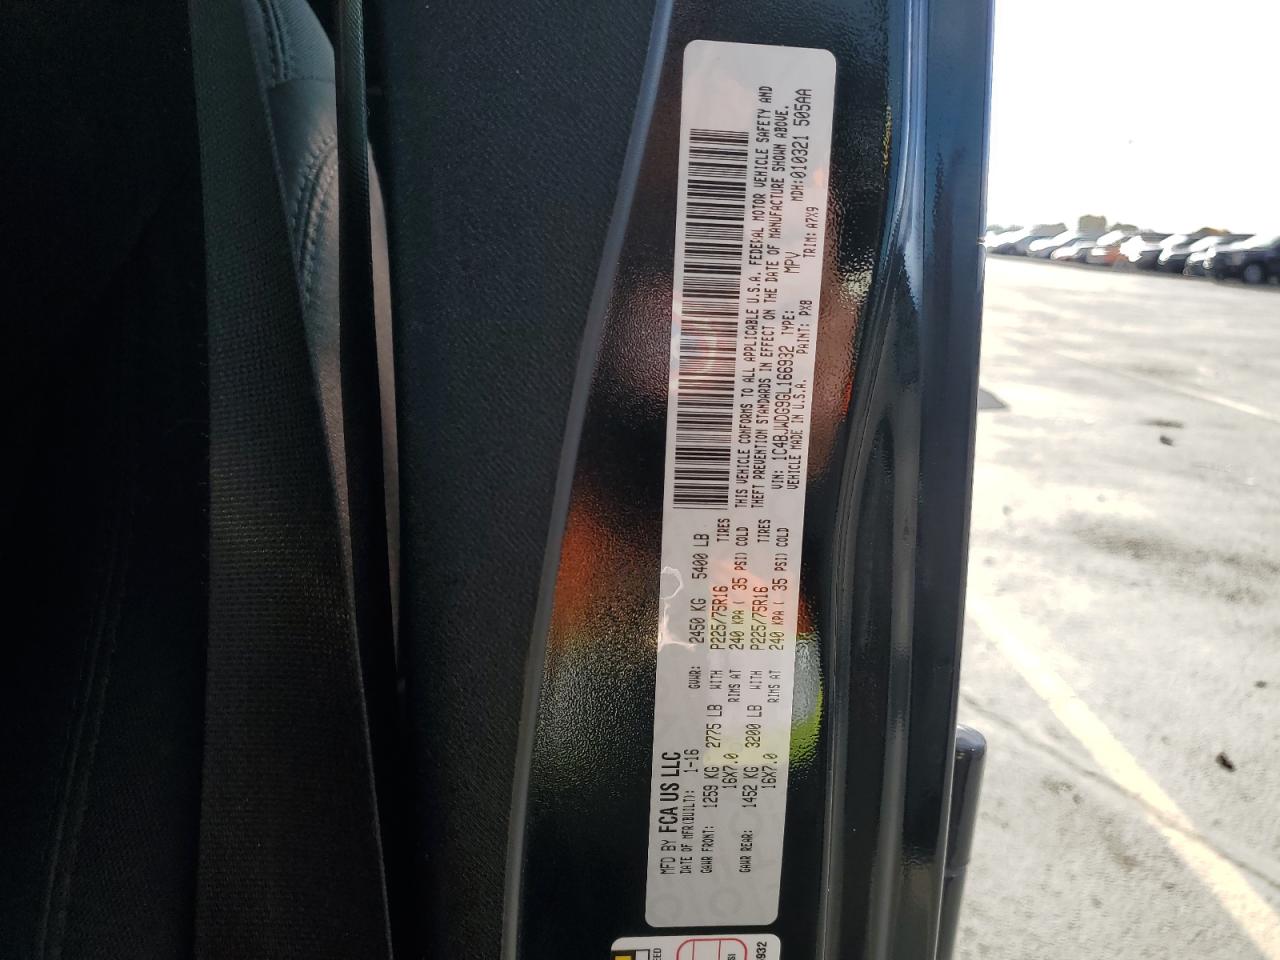 MFD BY FCA US LLC
DATE OF MFR(BUILT): 1-16 GVWR: 2450 KG 5400 LB
GAWR FRONT: 1259 KG 2775 LB WITH P225/75R16 TIRES
16X7.0 RIMS AT 240 KPA ( 35 PSI) COLD
GAWR REAR: 1452 KG 3200 LB WITH P225/75R16 TIRES
16X7.0 RIMS AT 240 KPA ( 35 PSI) COLD
THIS VEHICLE CONFORMS TO ALL APPLICABLE U.S.A. FEDERAL MOTOR VEHICLE SAFETY AND
THEFT PREVENTION STANDARDS IN EFFECT ON THE DATE OF MANUFACTURE SHOWN ABOVE.
VIN: 1C4BJWDG9GL166932 TYPE: MPV MDH:010321 505AA
VEHICLE MADE IN U.S.A. PAINT: PX8 TRIM: A7X9